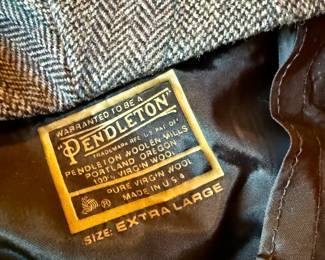 WARRANTED TO BE A
"PENDLETON"
TRADEMARK REG. U.S. PAT. OF.
PENDLETON WOOLEN MILLS
PORTLAND, OREGON
100% VIRGIN WOOL
PURE VIRGIN WOOL
MADE IN U.S.A.
SIZE: EXTRA LARGE